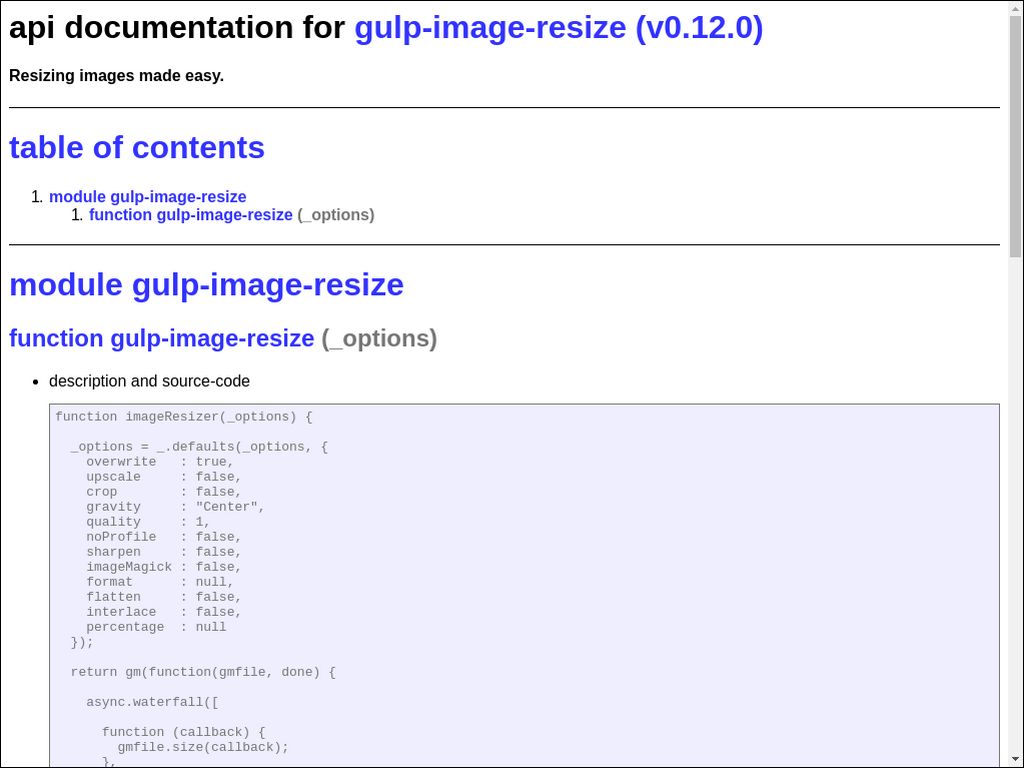 api documentation for gulp-image-resize (v0.12.0)
Resizing images made easy.
table of contents
1. module gulp-image-resize
1. function gulp-image-resize (_options)
module gulp-image-resize
function gulp-image-resize (_options)
• description and source-code
function imageResizer(_options) {
  _options = _.defaults(_options, {
    overwrite   : true,
    upscale     : false,
    crop        : false,
    gravity     : "Center",
    quality     : 1,
    noProfile   : false,
    sharpen     : false,
    imageMagick : false,
    format      : null,
    flatten     : false,
    interlace   : false,
    percentage  : null
  });
  return gm(function(gmfile, done) {
    async.waterfall([
      function (callback) {
        gmfile.size(callback);
      },